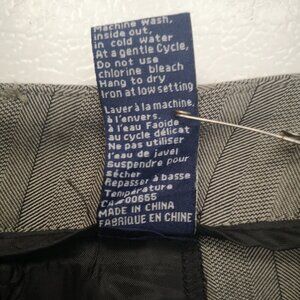 Machine wash,
inside out,
in cold water
At a gentle Cycle,
Do not use
chlorine bleach
Hang to dry
Iron at low setting
Laver à la machine,
à l'envers.
à l'eau Faoide
au cycle délicat
Ne pas utiliser
l'eau de javel
Suspendre pour
sécher
Repasser à basse
Température
CA 00655
MADE IN CHINA
FABRIQUE EN CHINE